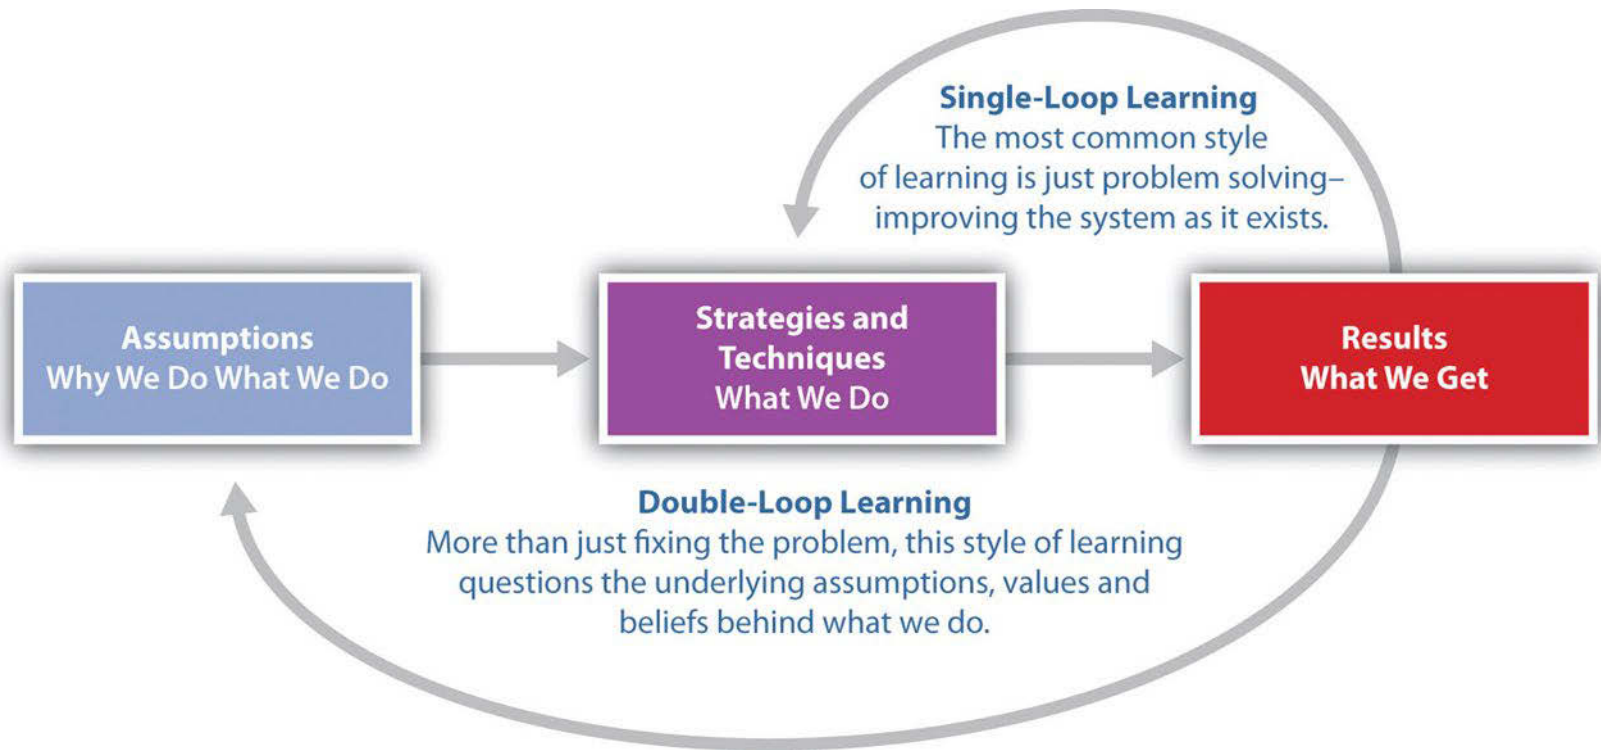 Single-Loop Learning
The most common style
of learning is just problem solving–
improving the system as it exists.
Assumptions
Why We Do What We Do
Strategies and
Techniques
What We Do
Results
What We Get
Double-Loop Learning
More than just fixing the problem, this style of learning
questions the underlying assumptions, values and
beliefs behind what we do.